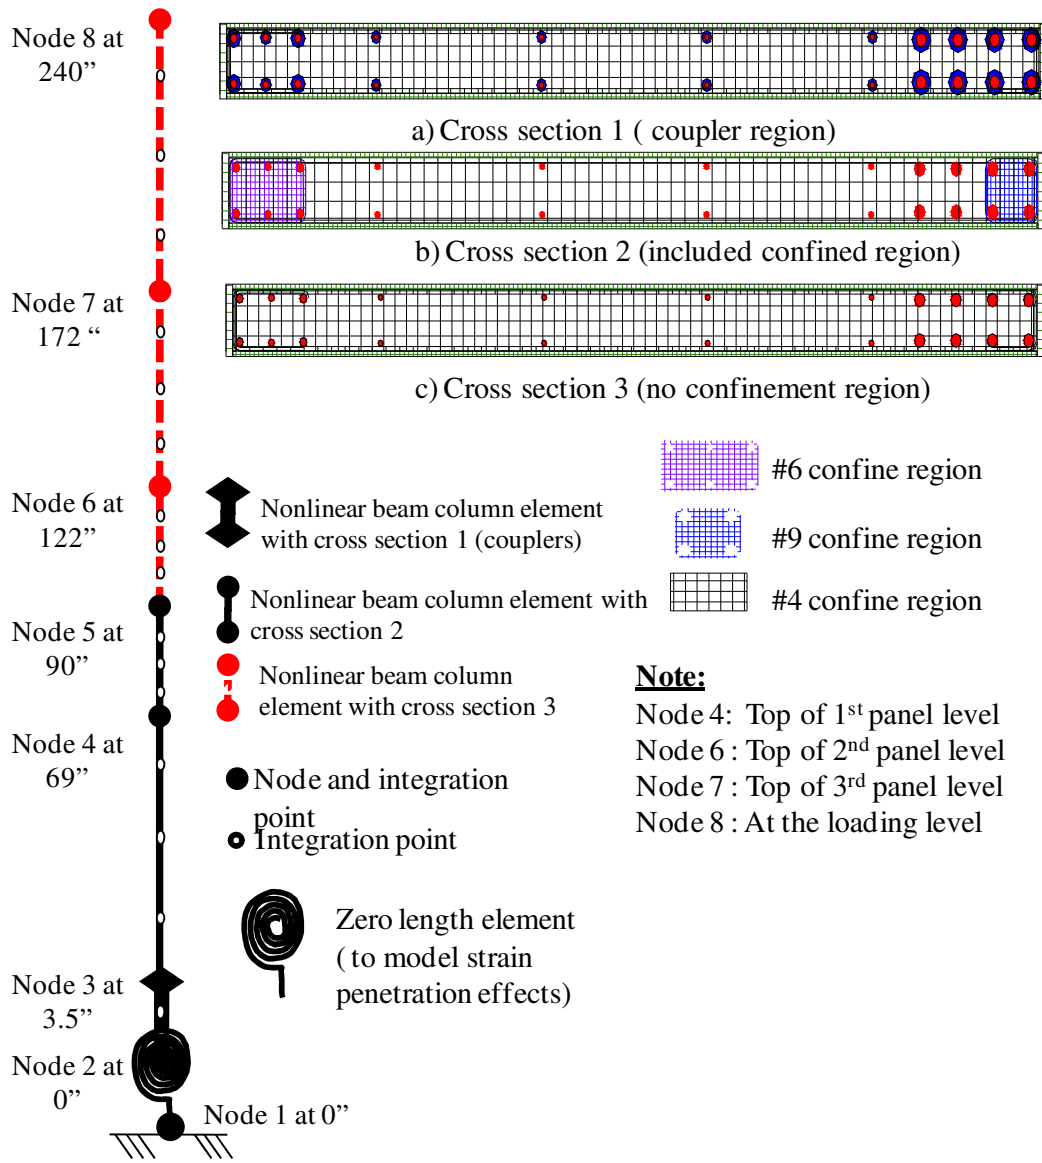 Node 8 at
240”
a) Cross section 1 ( coupler region)
b) Cross section 2 (included confined region)
Node 7 at
172 “
c) Cross section 3 (no confinement region)
#6 confine region
Node 6 at
122”
Nonlinear beam column element
with cross section 1 (couplers)
#9 confine region
#4 confine region
Nonlinear beam column element with
cross section 2
Node 5 at
90”
Nonlinear beam column
element with cross section 3
Note:
Node 4: Top of 1st panel level
Node 6 : Top of 2nd panel level
Node 7 : Top of 3rd panel level
Node 8 : At the loading level
Node 4 at
69”
Node and integration
point
Integration point
Zero length element
( to model strain
penetration effects)
Node 3 at
3.5”
Node 2 at
0”
Node 1 at 0”